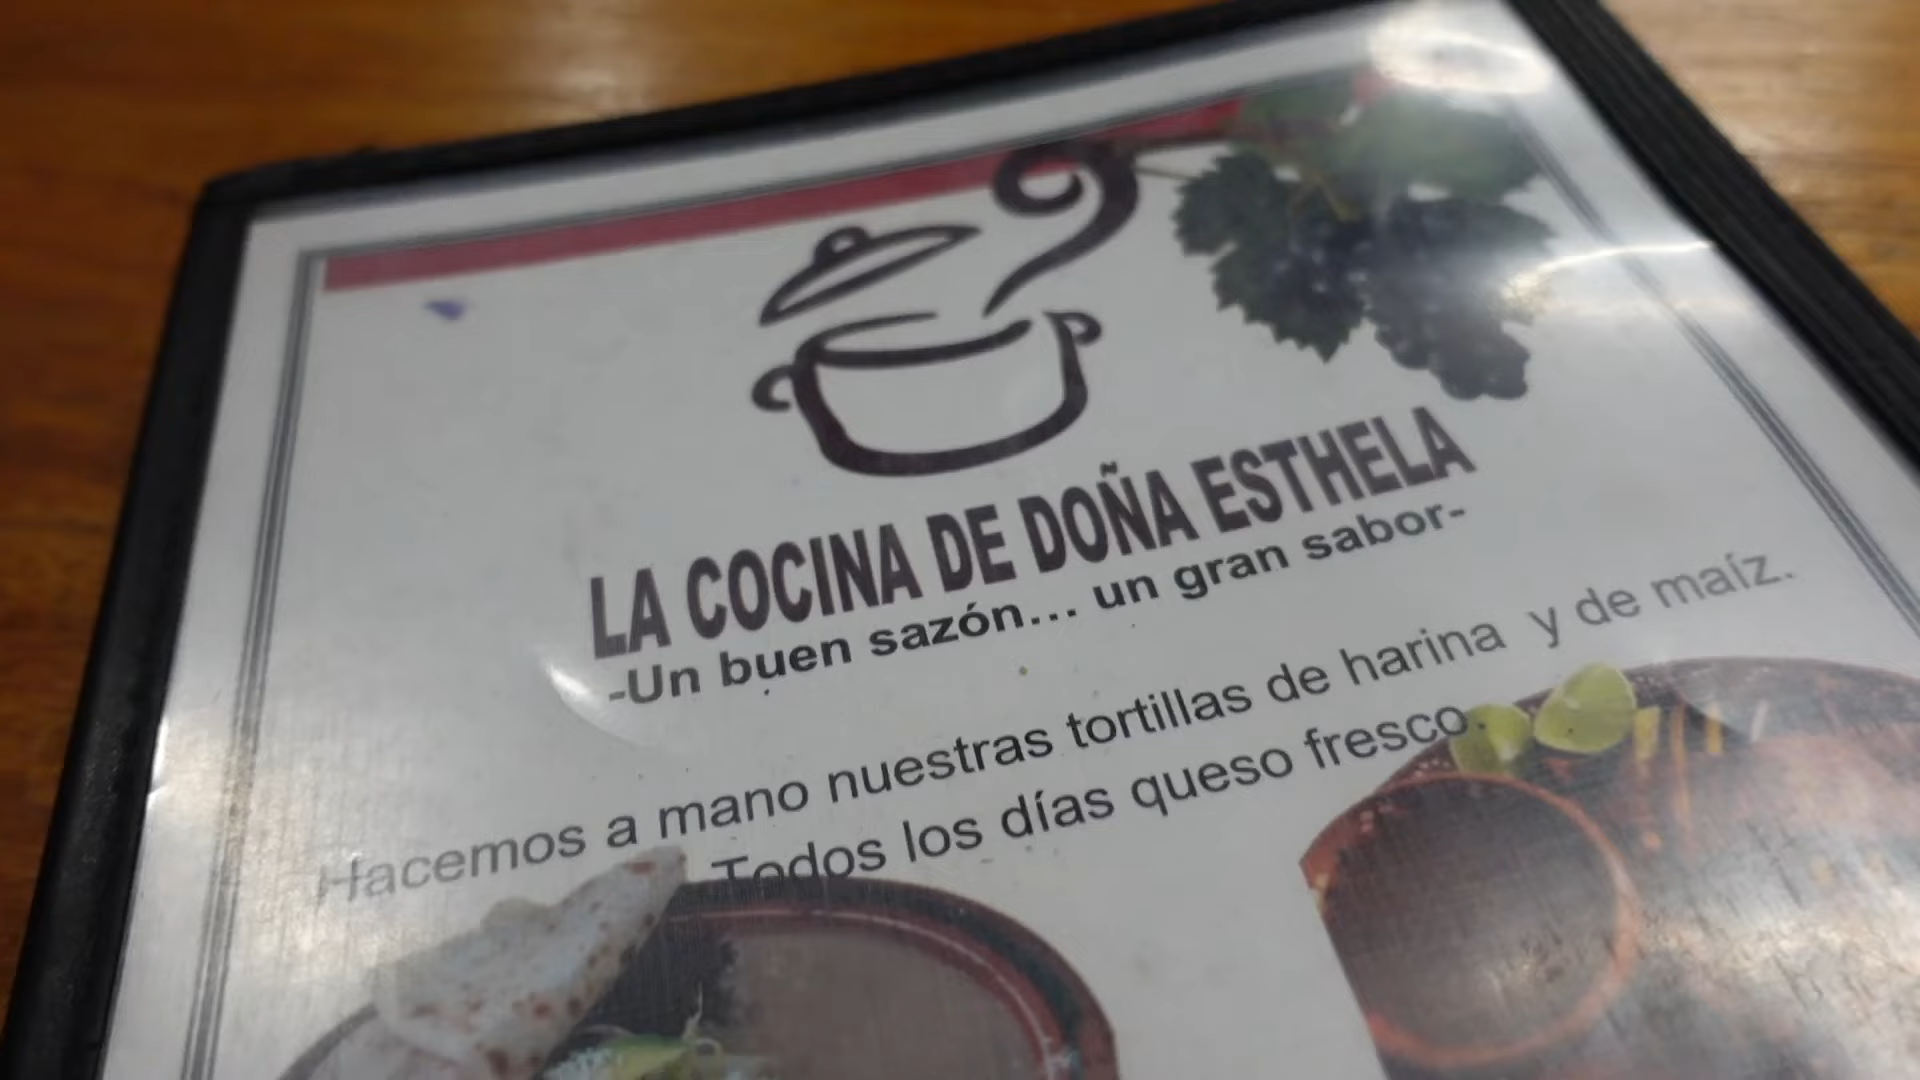 LA COCINA DE DOÑA ESTHELA
-Un buen sazón... un gran sabor-
Hacemos a mano nuestras tortillas de harina y de maíz.
Todos los días queso fresco.